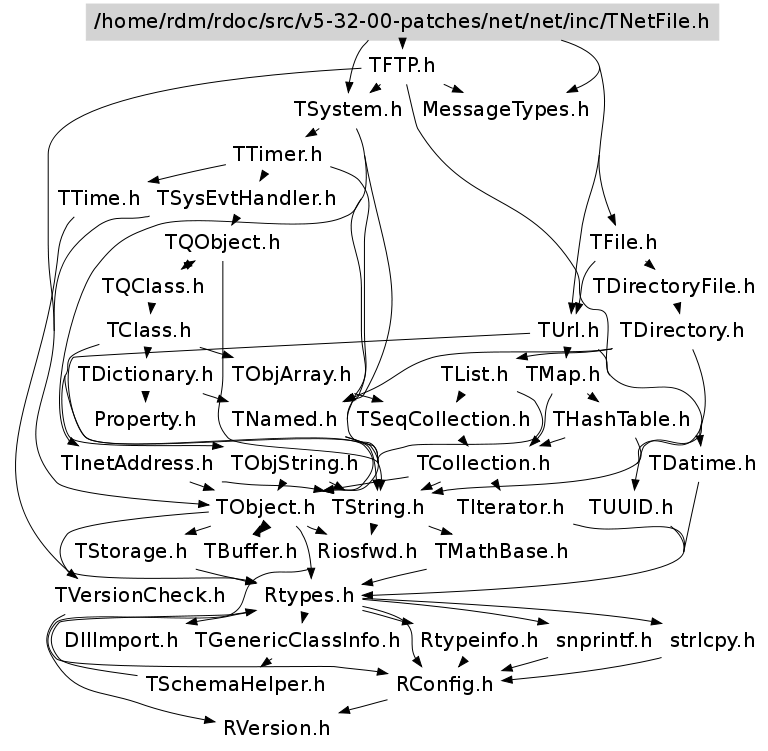 /home/rdm/rdoc/src/v5-32-00-patches/net/net/inc/TNetFile.h
TFTP.h
TSystem.h MessageTypes.h
TTimer.h
TTime.h TSysEvtHandler.h
TQObject.h TFile.h
TQClass.h TDirectoryFile.h
TClass.h TUrl.h TDirectory.h
TDictionary.h TObjArray.h TList.h TMap.h
Property.h TNamed.h TSeqCollection.h THashTable.h
TInetAddress.h TObjString.h TCollection.h TDatime.h
TObject.h TString.h TIterator.h TUUID.h
TStorage.h TBuffer.h Riosfwd.h TMathBase.h
TVersionCheck.h Rtypes.h
DllImport.h TGenericClassInfo.h Rtypeinfo.h snprintf.h strlcpy.h
TSchemaHelper.h RConfig.h
RVersion.h